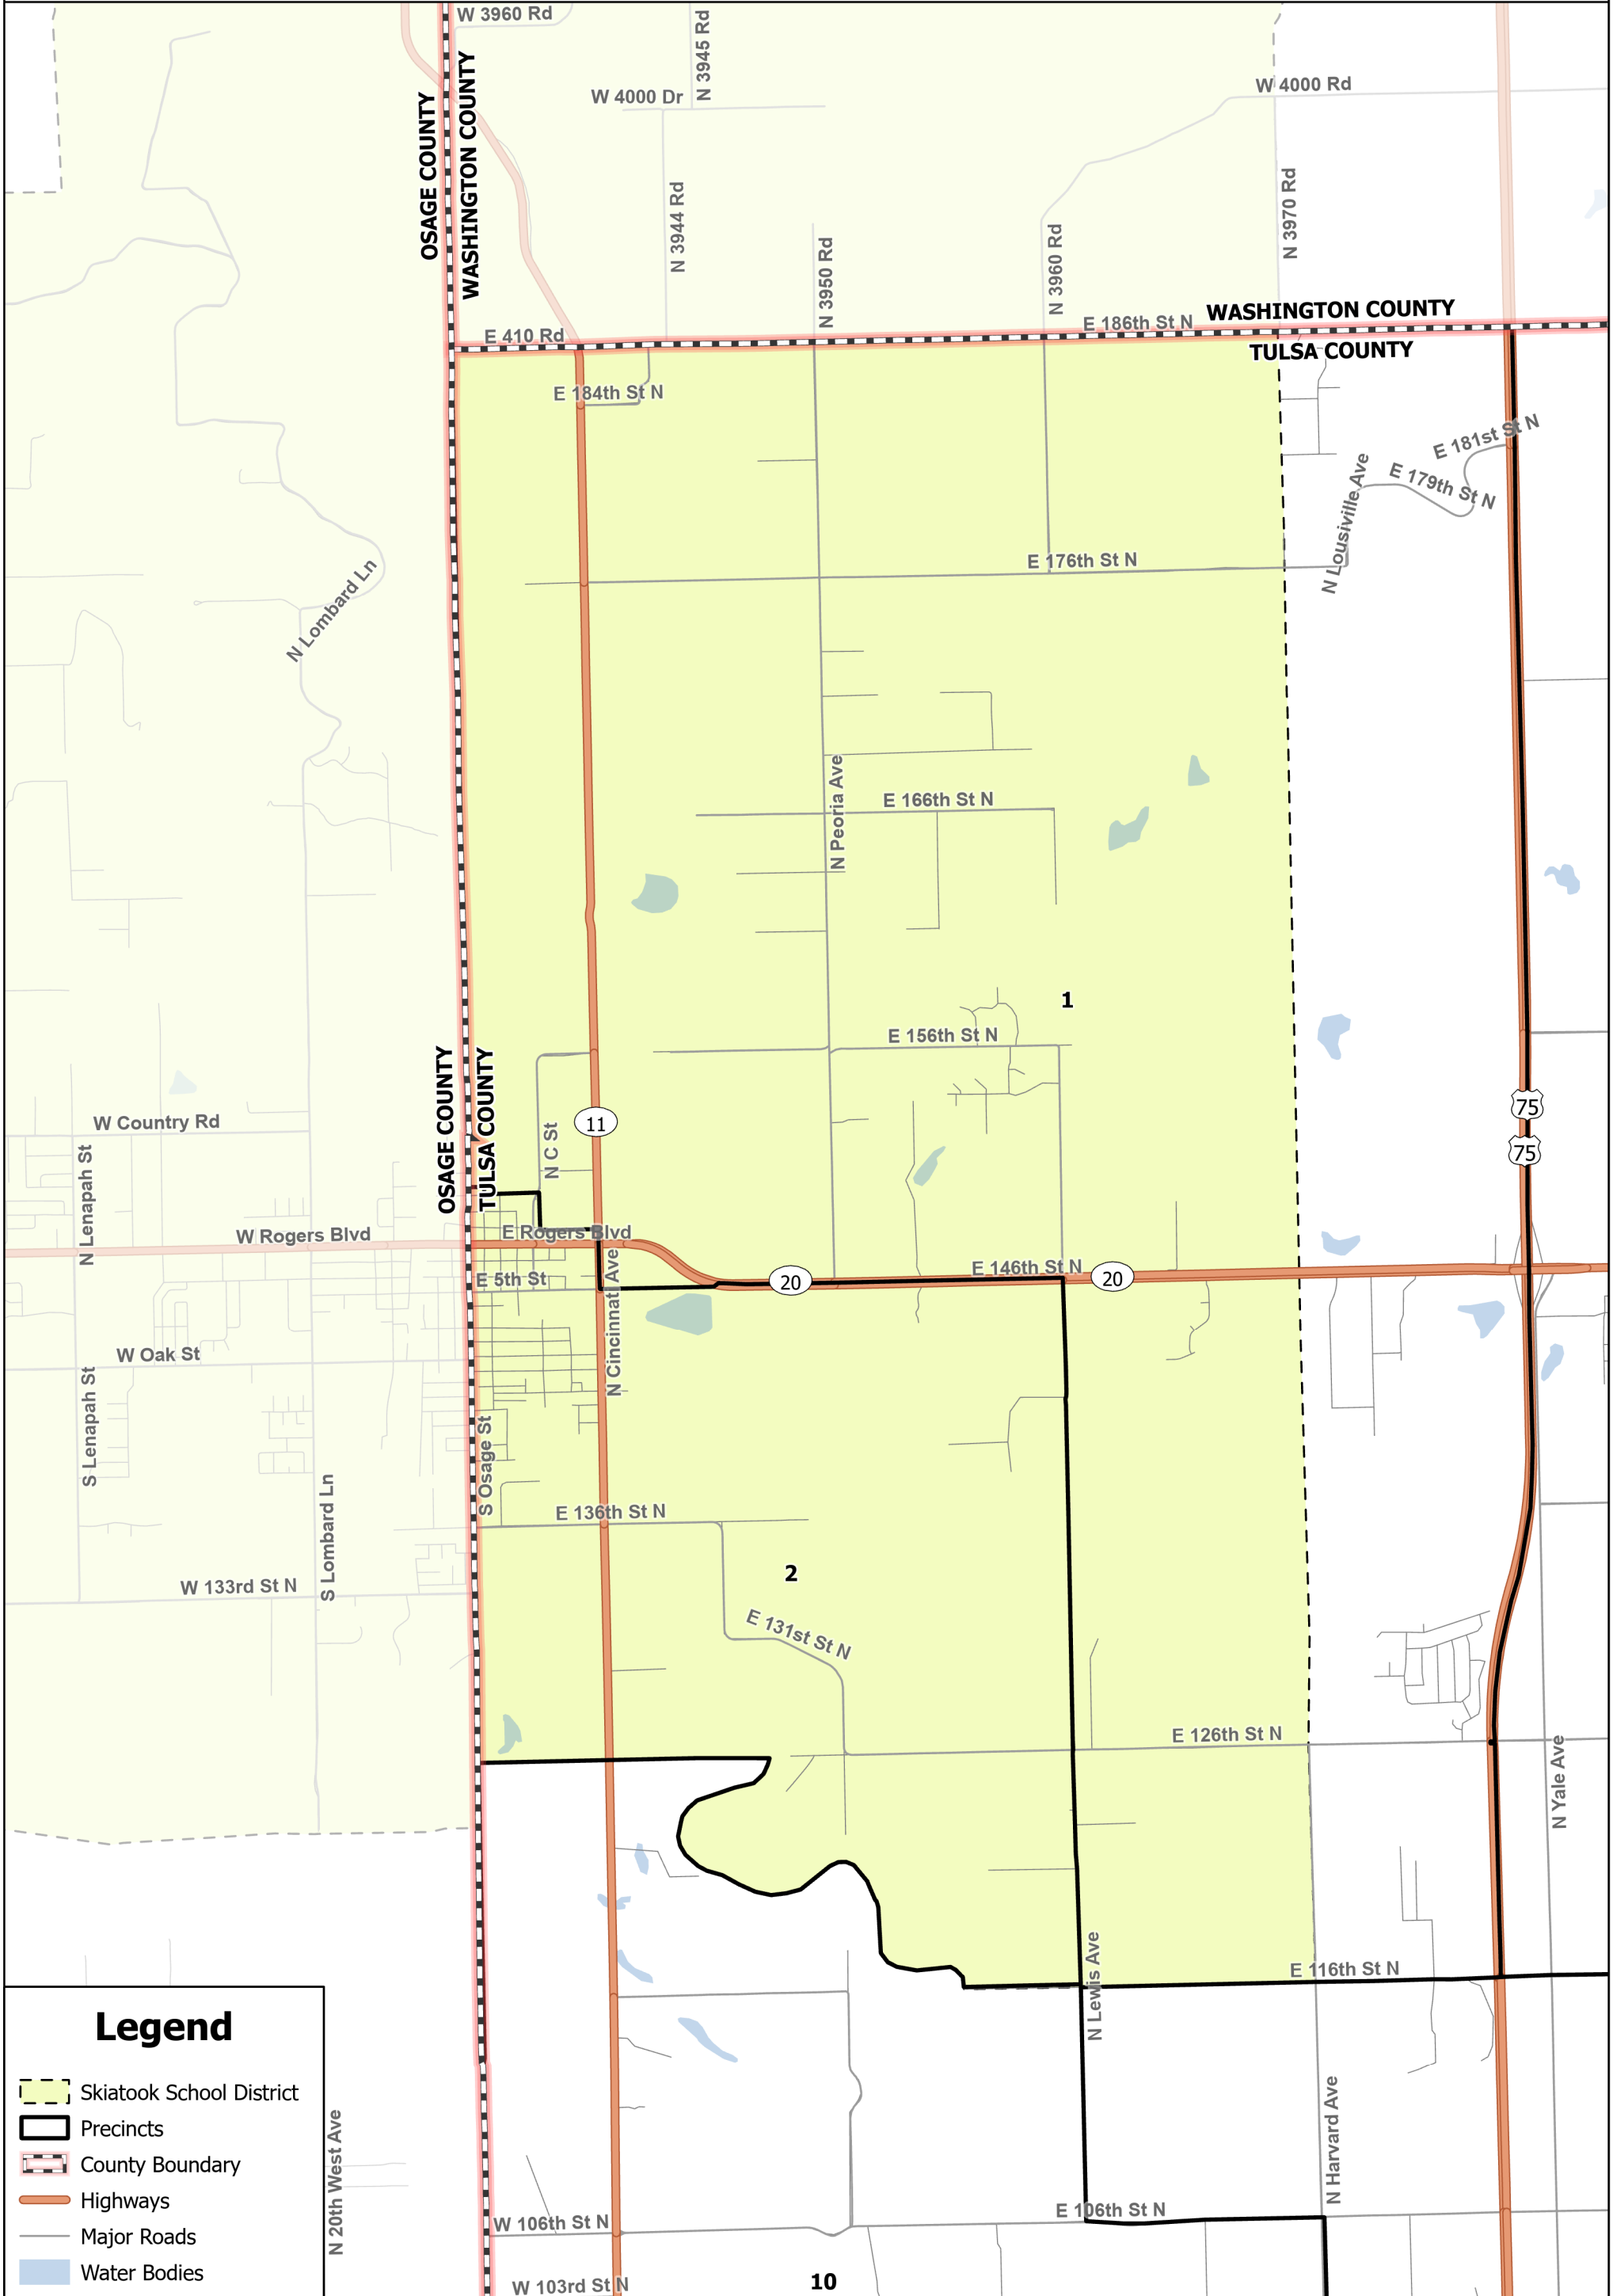 W 3960 Rd
N 3945 Rd
W 4000 Dr
W 4000 Rd
OSAGE COUNTY
WASHINGTON COUNTY
N 3944 Rd
N 3950 Rd
N 3960 Rd
N 3970 Rd
E 410 Rd
E 186th St N
WASHINGTON COUNTY
TULSA COUNTY
E 184th St N
E 181st St N
E 179th St N
N Lousiville Ave
E 176th St N
N Lombard Ln
N Peoria Ave
E 166th St N
1
E 156th St N
OSAGE COUNTY
TULSA COUNTY
W Country Rd
N Lenapah St
N C St
11
75
75
W Rogers Blvd
E Rogers Blvd
E 5th St
N Cincinnati Ave
20
E 146th St N
20
W Oak St
S Lenapah St
S Osage St
S Lombard Ln
E 136th St N
2
W 133rd St N
E 131st St N
E 126th St N
N Yale Ave
N Lewis Ave
E 116th St N
Legend
Skiatook School District
Precincts
County Boundary
Highways
Major Roads
Water Bodies
N 20th West Ave
N Harvard Ave
W 106th St N
E 106th St N
W 103rd St N
10